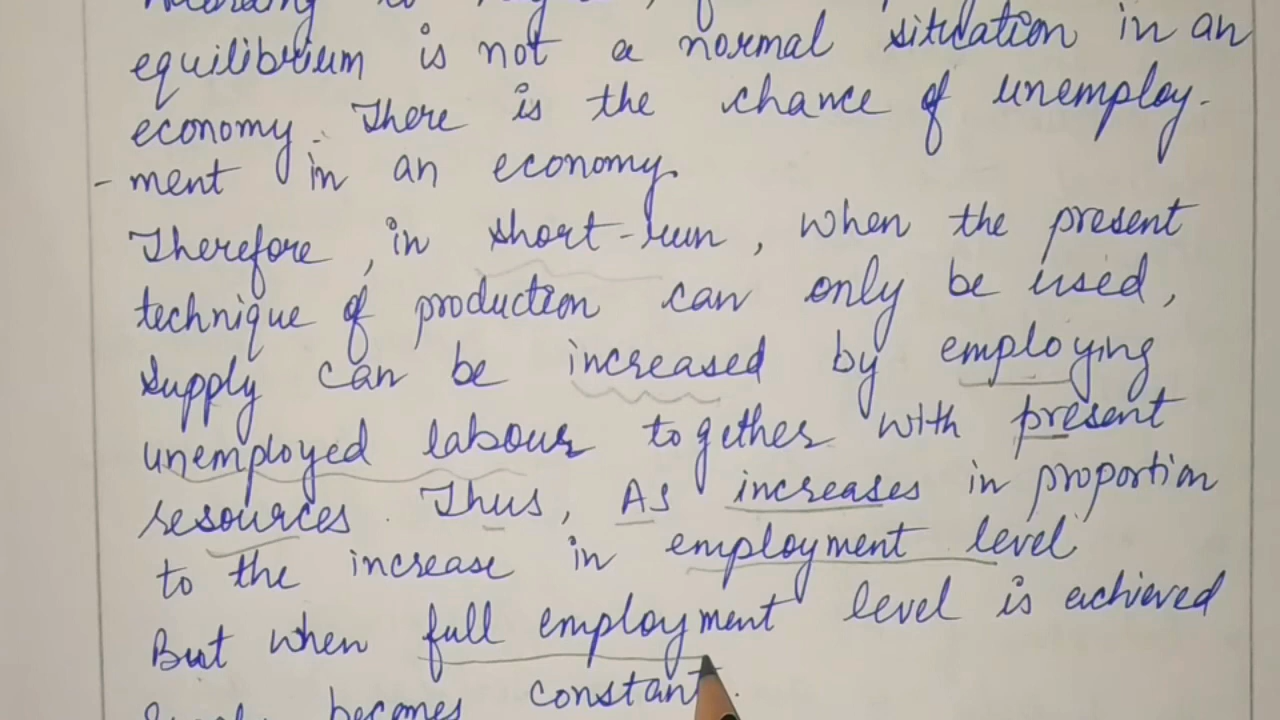 equilibrium is not a normal situation in an
economy. There is the chance of unemploy-
- ment in an economy.
Therefore, in short-run, when the present
technique of production can only be used,
supply can be increased by employing
unemployed labour together with present
resources. Thus, AS increases in proportion
to the increase in employment level
But when full employment level is achieved
becomes constant.